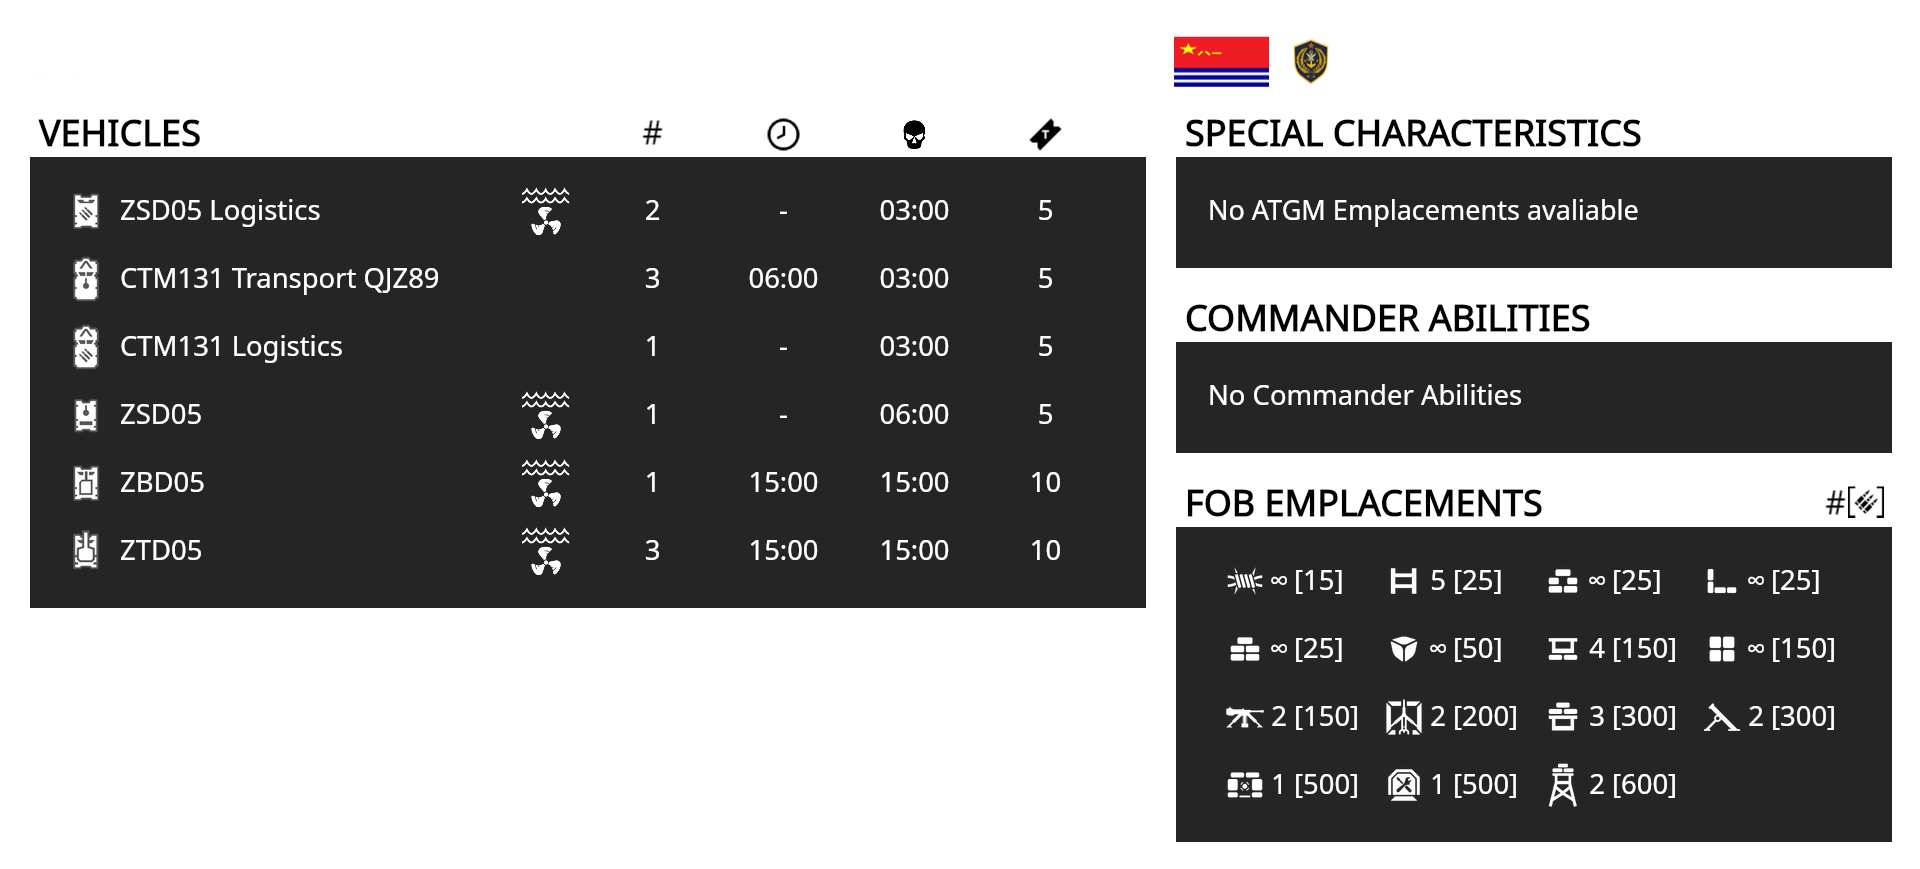 VEHICLES #
ZSD05 Logistics 2 - 03:00 5
CTM131 Transport QJZ89 3 06:00 03:00 5
CTM131 Logistics 1 - 03:00 5
ZSD05 1 - 06:00 5
ZBD05 1 15:00 15:00 10
ZTD05 3 15:00 15:00 10
SPECIAL CHARACTERISTICS
No ATGM Emplacements avaliable
COMMANDER ABILITIES
No Commander Abilities
FOB EMPLACEMENTS #[]
∞ [15] 5 [25] ∞ [25] ∞ [25]
∞ [25] ∞ [50] 4 [150] ∞ [150]
2 [150] 2 [200] 3 [300] 2 [300]
1 [500] 1 [500] 2 [600]